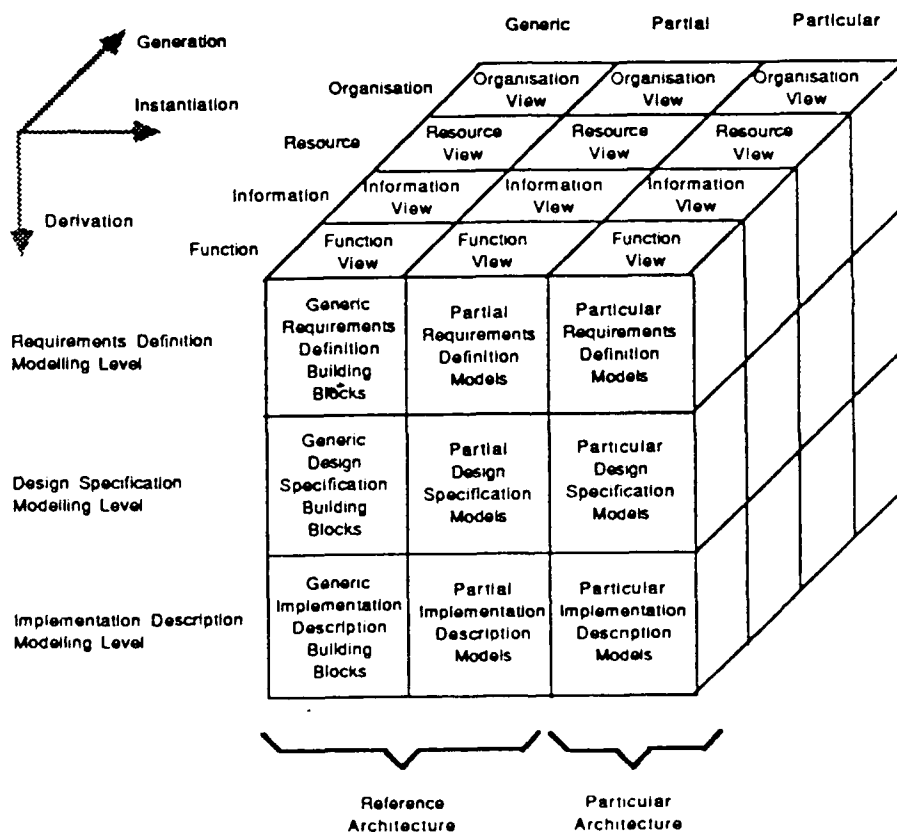 Generic Partial Particular
Generation
Instantiation
Derivation
Organisation
Resource
Information
Function
Organisation
View
Organisation
View
Organisation
View
Resource
View
Resource
View
Resource
View
Information
View
Information
View
Information
View
Function
View
Function
View
Function
View
Requirements Definition
Modelling Level
Generic
Requirements
Definition
Building
Blocks
Partial
Requirements
Definition
Models
Particular
Requirements
Definition
Models
Design Specification
Modelling Level
Generic
Design
Specification
Building
Blocks
Partial
Design
Specification
Models
Particular
Design
Specification
Models
Implementation Description
Modelling Level
Generic
Implementation
Description
Building
Blocks
Partial
Implementation
Description
Models
Particular
Implementation
Description
Models
Reference
Architecture
Particular
Architecture